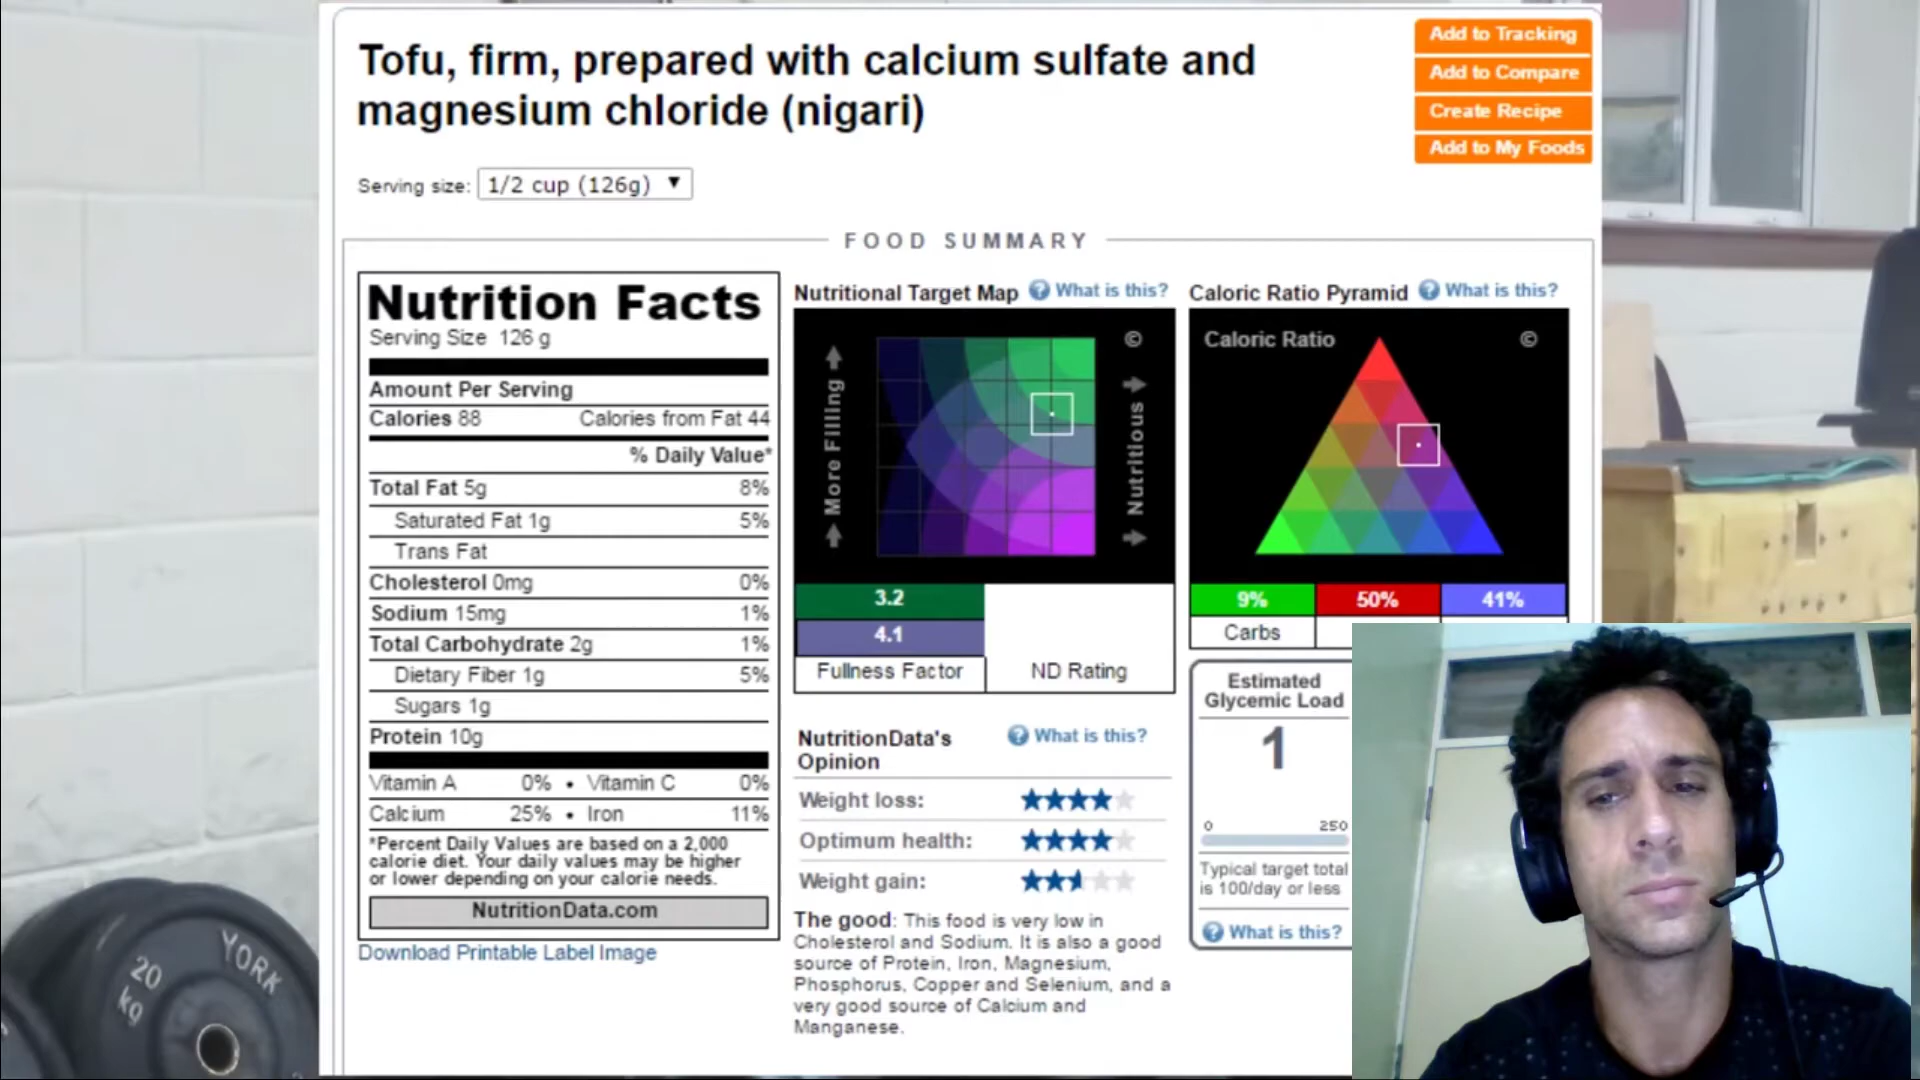 Tofu, firm, prepared with calcium sulfate and
magnesium chloride (nigari)
Add to Tracking
Add to Compare
Create Recipe
Add to My Foods
Serving size: 1/2 cup (126g) ▼
FOOD SUMMARY
Nutrition Facts
Serving Size 126 g
Amount Per Serving
Calories 88 Calories from Fat 44
% Daily Value*
Total Fat 5g 8%
Saturated Fat 1g 5%
Trans Fat
Cholesterol 0mg 0%
Sodium 15mg 1%
Total Carbohydrate 2g 1%
Dietary Fiber 1g 5%
Sugars 1g
Protein 10g
Vitamin A 0% • Vitamin C 0%
Calcium 25% • Iron 11%
*Percent Daily Values are based on a 2,000
calorie diet. Your daily values may be higher
or lower depending on your calorie needs.
NutritionData.com
Download Printable Label Image
Nutritional Target Map ? What is this?
©
More Filling
Nutritious
3.2
4.1
Fullness Factor ND Rating
NutritionData's
Opinion
? What is this?
Weight loss:
Optimum health:
Weight gain:
The good: This food is very low in
Cholesterol and Sodium. It is also a good
source of Protein, Iron, Magnesium,
Phosphorus, Copper and Selenium, and a
very good source of Calcium and
Manganese.
Caloric Ratio Pyramid ? What is this?
Caloric Ratio ©
9% 50% 41%
Carbs
Estimated
Glycemic Load
1
0 250
Typical target total
is 100/day or less
? What is this?
20
kg
YORK